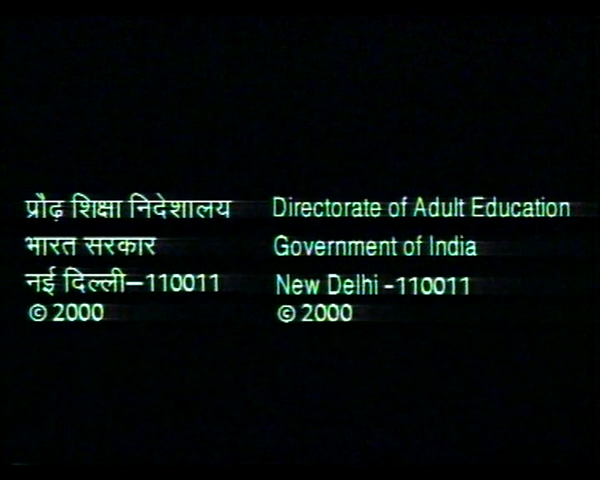 प्रौढ़ शिक्षा निदेशालय
भारत सरकार
नई दिल्ली–110011
© 2000
Directorate of Adult Education
Government of India
New Delhi -110011
© 2000